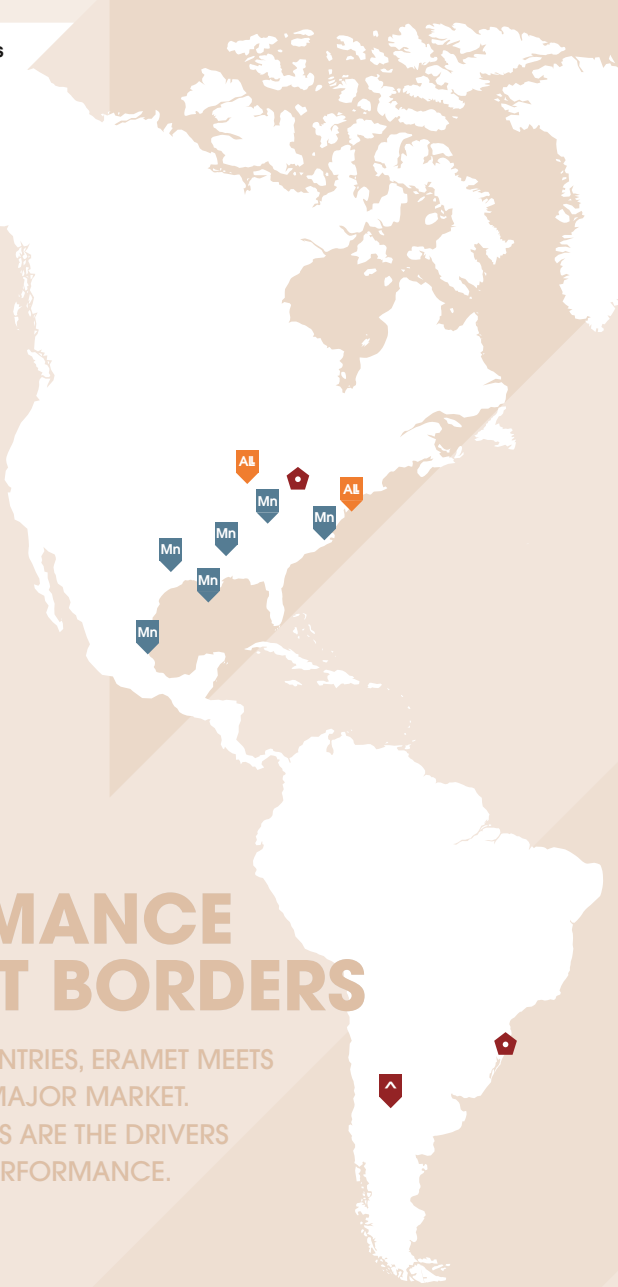 s
AL
AL
Mn
Mn
Mn
Mn
Mn
Mn
MANCE
T BORDERS
NTRIES, ERAMET MEETS
MAJOR MARKET.
S ARE THE DRIVERS
RFORMANCE.